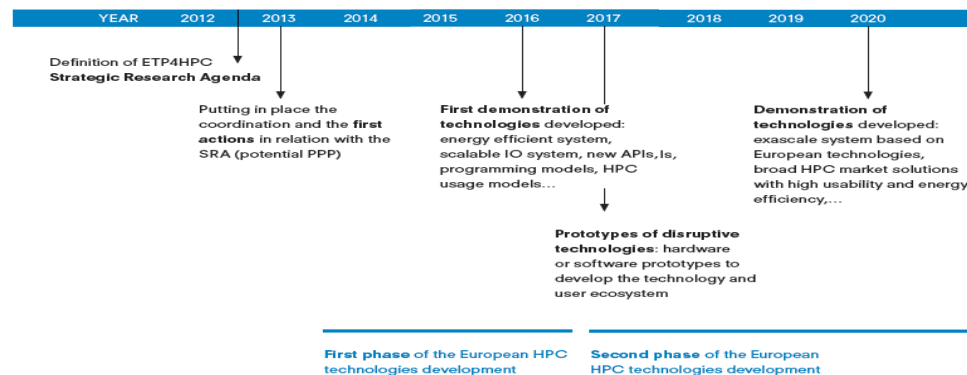 YEAR 2012 2013 2014 2015 2016 2017 2018 2019 2020
Definition of ETP4HPC
Strategic Research Agenda
Putting in place the
coordination and the first
actions in relation with the
SRA (potential PPP)
First demonstration of
technologies developed:
energy efficient system,
scalable IO system, new APIs,Is,
programming models, HPC
usage models...
Demonstration of
technologies developed:
exascale system based on
European technologies,
broad HPC market solutions
with high usability and energy
efficiency,...
Prototypes of disruptive
technologies: hardware
or software prototypes to
develop the technology and
user ecosystem
First phase of the European HPC
technologies development
Second phase of the European
HPC technologies development